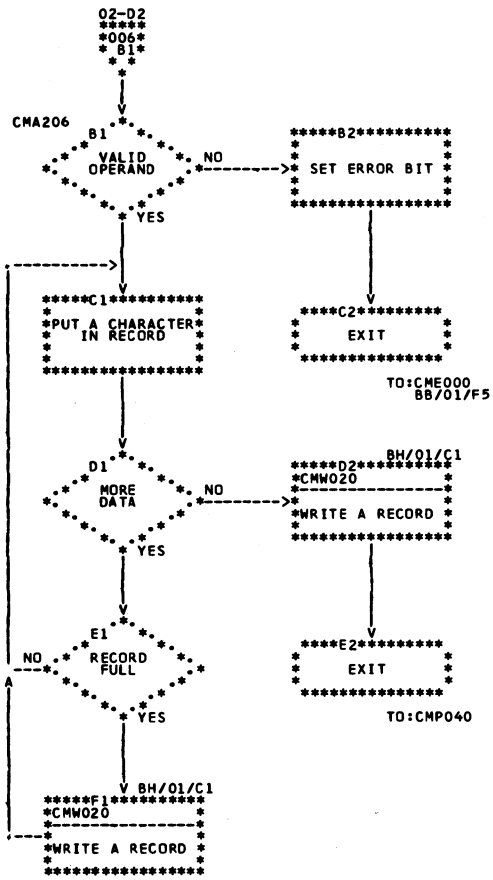 02-D2
006
B1
CMA206
B1
VALID
OPERAND
NO
YES
B2
SET ERROR BIT
C1
PUT A CHARACTER
IN RECORD
C2
EXIT
TO:CME000
BB/01/F5
D1
MORE
DATA
NO
YES
BH/01/C1
D2
CMW020
WRITE A RECORD
E1
RECORD
FULL
NO
YES
A
E2
EXIT
TO:CMP040
BH/01/C1
F1
CMW020
WRITE A RECORD